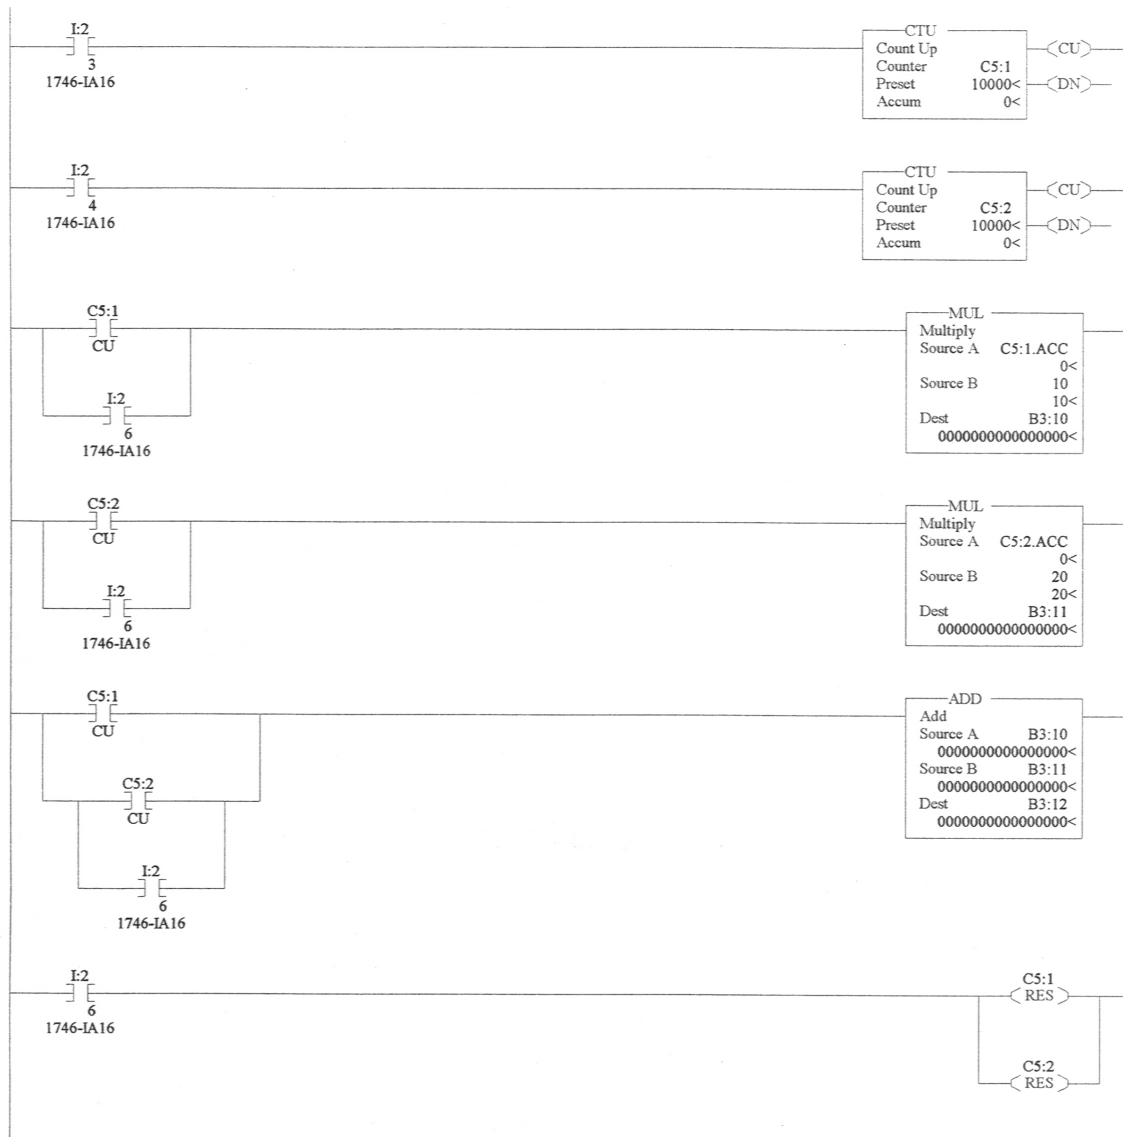 I:2
3
1746-IA16
CTU
Count Up
Counter C5:1
Preset 10000<
Accum 0<
CU
DN
I:2
4
1746-IA16
CTU
Count Up
Counter C5:2
Preset 10000<
Accum 0<
CU
DN
C5:1
CU
I:2
6
1746-IA16
MUL
Multiply
Source A C5:1.ACC
0<
Source B 10
10<
Dest B3:10
0000000000000000<
C5:2
CU
I:2
6
1746-IA16
MUL
Multiply
Source A C5:2.ACC
0<
Source B 20
20<
Dest B3:11
0000000000000000<
C5:1
CU
C5:2
CU
I:2
6
1746-IA16
ADD
Add
Source A B3:10
0000000000000000<
Source B B3:11
0000000000000000<
Dest B3:12
0000000000000000<
I:2
6
1746-IA16
C5:1
RES
C5:2
RES